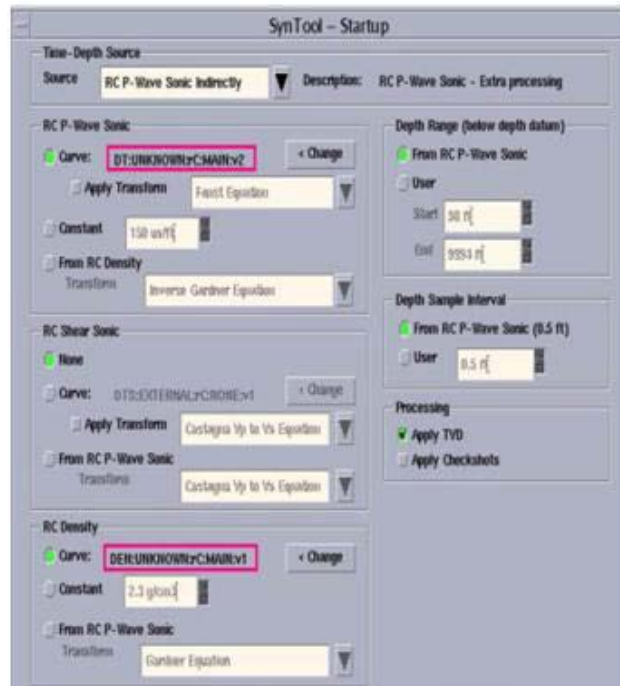 SynTool – Startup
Time-Depth Source
Source RC P-Wave Sonic Indirectly Description: RC P-Wave Sonic - Extra processing
RC P-Wave Sonic
Curve: DT:UNKNOWN:rC:MAIN:v2 < Change
Apply Transform Faust Equation
Constant 150 us/ft
From RC Density
Transform Inverse Gardner Equation
RC Shear Sonic
None
Curve: DTS:EXTERNAL:rC:NONE:v1 < Change
Apply Transform Castagna Vp to Vs Equation
From RC P-Wave Sonic
Transform Castagna Vp to Vs Equation
RC Density
Curve: DEN:UNKNOWN:rC:MAIN:v1 < Change
Constant 2.3 g/cm3
From RC P-Wave Sonic
Transform Gardner Equation
Depth Range (below depth datum)
From RC P-Wave Sonic
User
Start 30 ft
End
Depth Sample Interval
From RC P-Wave Sonic (0.5 ft)
User 0.5 ft
Processing
Apply TVD
Apply Checkshots